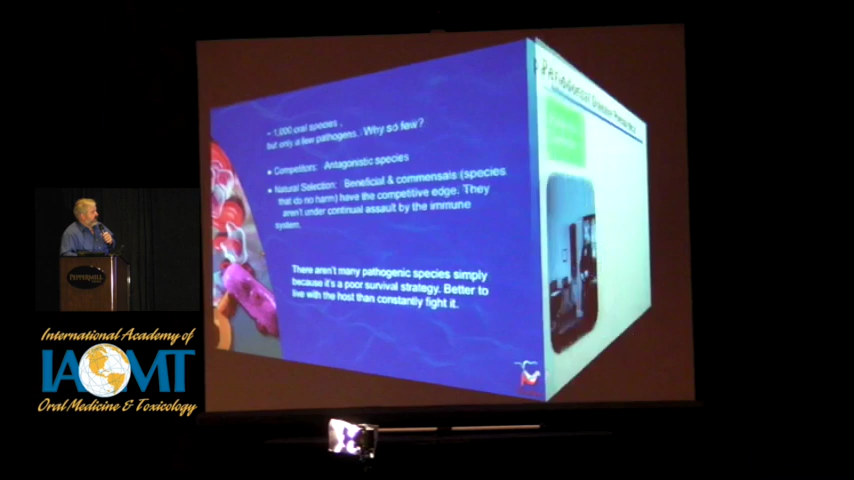 ~ 1,000 oral species ,
but only a few pathogens. Why so few?
• Competitors: Antagonistic species
• Natural Selection: Beneficial & commensals (species
that do no harm) have the competitive edge. They
aren't under continual assault by the immune
system.
There aren't many pathogenic species simply
because it's a poor survival strategy. Better to
live with the host than constantly fight it.
Periodontal
PEPPERMILL
International Academy of
IAOMT
Oral Medicine & Toxicology